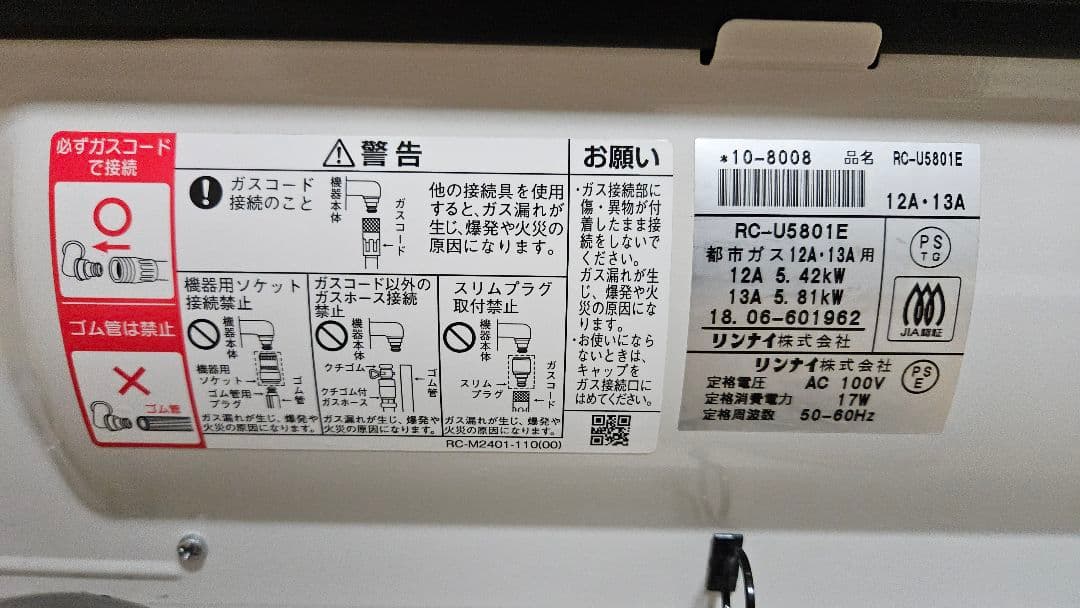 必ずガスコード
で接続
ゴム管は禁止
ゴム管
警告
ガスコード
接続のこと
機器本体
ガスコード
他の接続具を使用
すると、ガス漏れが
生じ、爆発や火災の
原因になります。
機器用ソケット
接続禁止
機器本体
機器用
ソケット
ゴム管用
プラグ
ゴム管
ガス漏れが生じ、爆発や
火災の原因になります。
ガスコード以外の
ガスホース接続
禁止
機器本体
クチゴム
クチゴム付
ガスホース
ゴム管
ガス漏れが生じ、爆発や
火災の原因になります。
スリムプラグ
取付禁止
機器本体
スリム
プラグ
ガスコード
ガス漏れが生じ、爆発や
火災の原因になります。
RC-M2401-110(00)
お願い
・ガス接続部に
傷・異物が付
着したまま接
続をしないで
ください。
ガス漏れが生
じ、爆発や火
災の原因にな
ります。
・お使いになら
ないときは、
キャップを
ガス接続口に
はめてください。
*10-8008 品名 RC-U5801E
12A・13A
RC-U5801E
都市ガス12A・13A用
12A 5.42kW
13A 5.81kW
18.06-601962
リンナイ株式会社
PS
TG
JIA認証
リンナイ株式会社
定格電圧 AC 100V
定格消費電力 17W
定格周波数 50-60Hz
PS
E